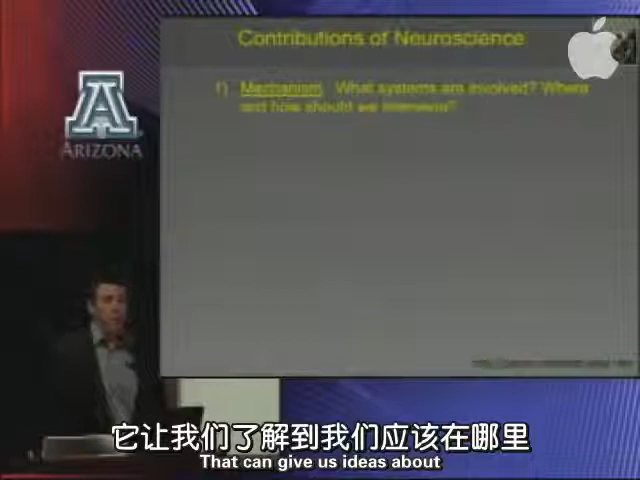 Contributions of Neuroscience
1) Mechanism What systems are involved? Where
and how should we intervene?
A
ARIZONA
它让我们了解到我们应该在哪里
That can give us ideas about